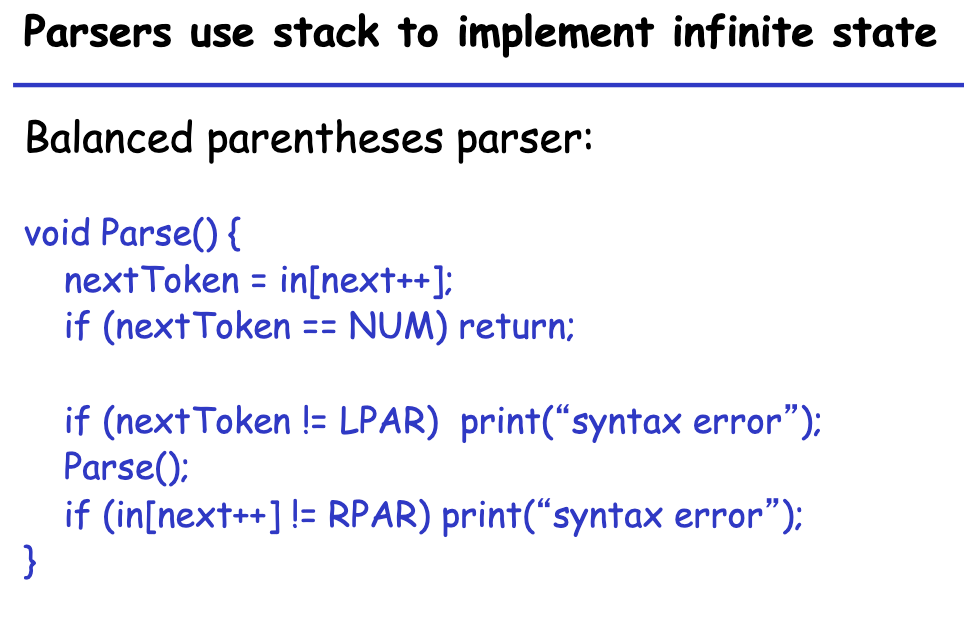 Parsers use stack to implement infinite state
Balanced parentheses parser:
void Parse() {
nextToken = in[next++];
if (nextToken == NUM) return;
if (nextToken != LPAR) print(“syntax error”);
Parse();
if (in[next++] != RPAR) print(“syntax error”);
}